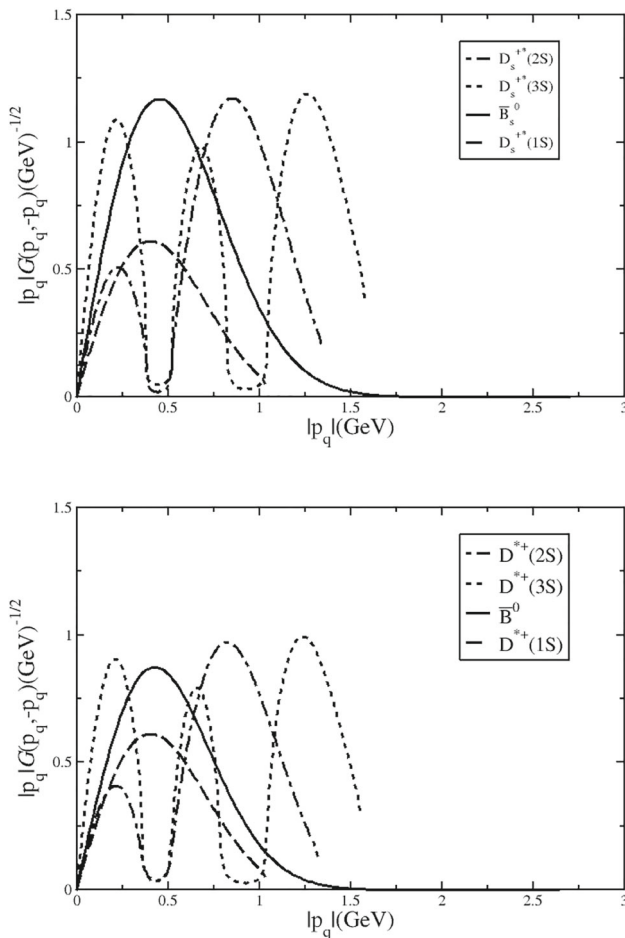 1.5
1
0.5
0
|p_q|G(p_q,-p_q)(GeV)^{-1/2}
D_s^{+*}(2S)
D_s^{+*}(3S)
B̅_s^0
D_s^{+*}(1S)
0 0.5 1 1.5 2 2.5 3
|p_q|(GeV)
1.5
1
0.5
0
|p_q|G(p_q,-p_q)(GeV)^{-1/2}
D^{*+}(2S)
D^{*+}(3S)
B̅^0
D^{*+}(1S)
0 0.5 1 1.5 2 2.5 3
|p_q|(GeV)